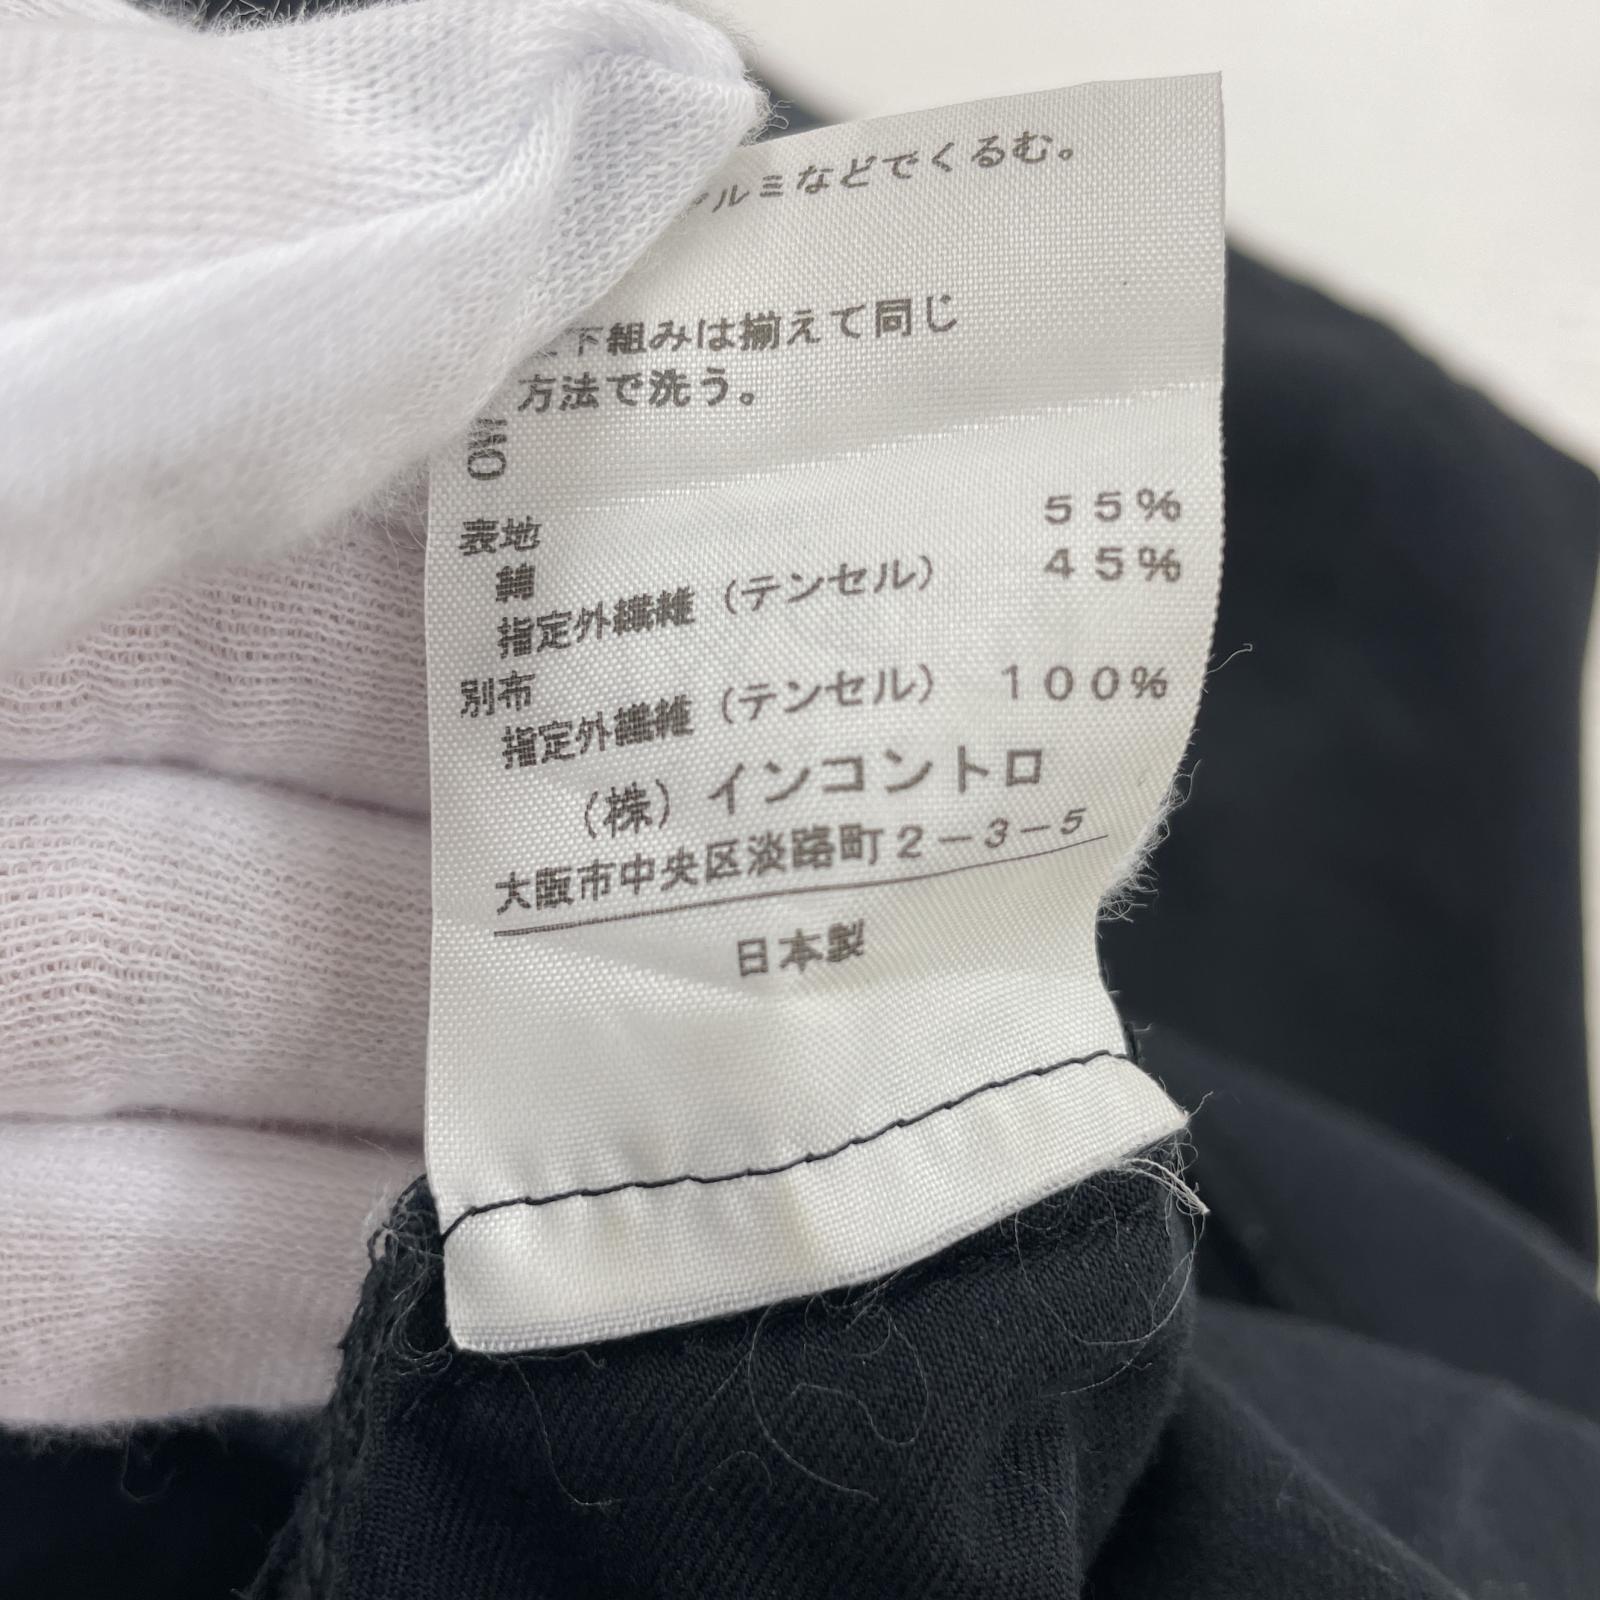 ルミなどでくるむ。
下組みは揃えて同じ
方法で洗う。
表地
綿 55%
指定外繊維（テンセル） 45%
別布
指定外繊維（テンセル） 100%
（株）インコントロ
大阪市中央区淡路町2－3－5
日本製